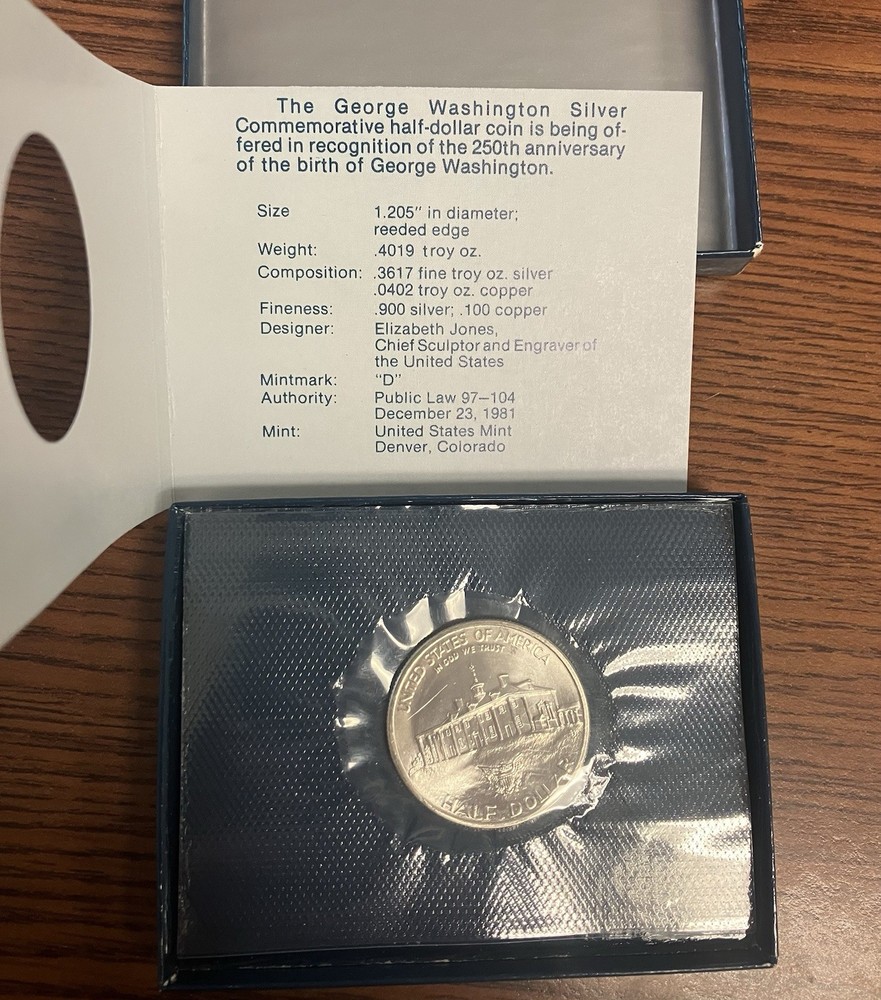 The George Washington Silver
Commemorative half-dollar coin is being of-
fered in recognition of the 250th anniversary
of the birth of George Washington.
Size 1.205" in diameter;
reeded edge
Weight: .4019 troy oz.
Composition: .3617 fine troy oz. silver
.0402 troy oz. copper
Fineness: .900 silver; .100 copper
Designer: Elizabeth Jones,
Chief Sculptor and Engraver of
the United States
Mintmark: "D"
Authority: Public Law 97–104
December 23, 1981
Mint: United States Mint
Denver, Colorado
UNITED STATES OF AMERICA
IN GOD WE TRUST
HALF DOLLAR